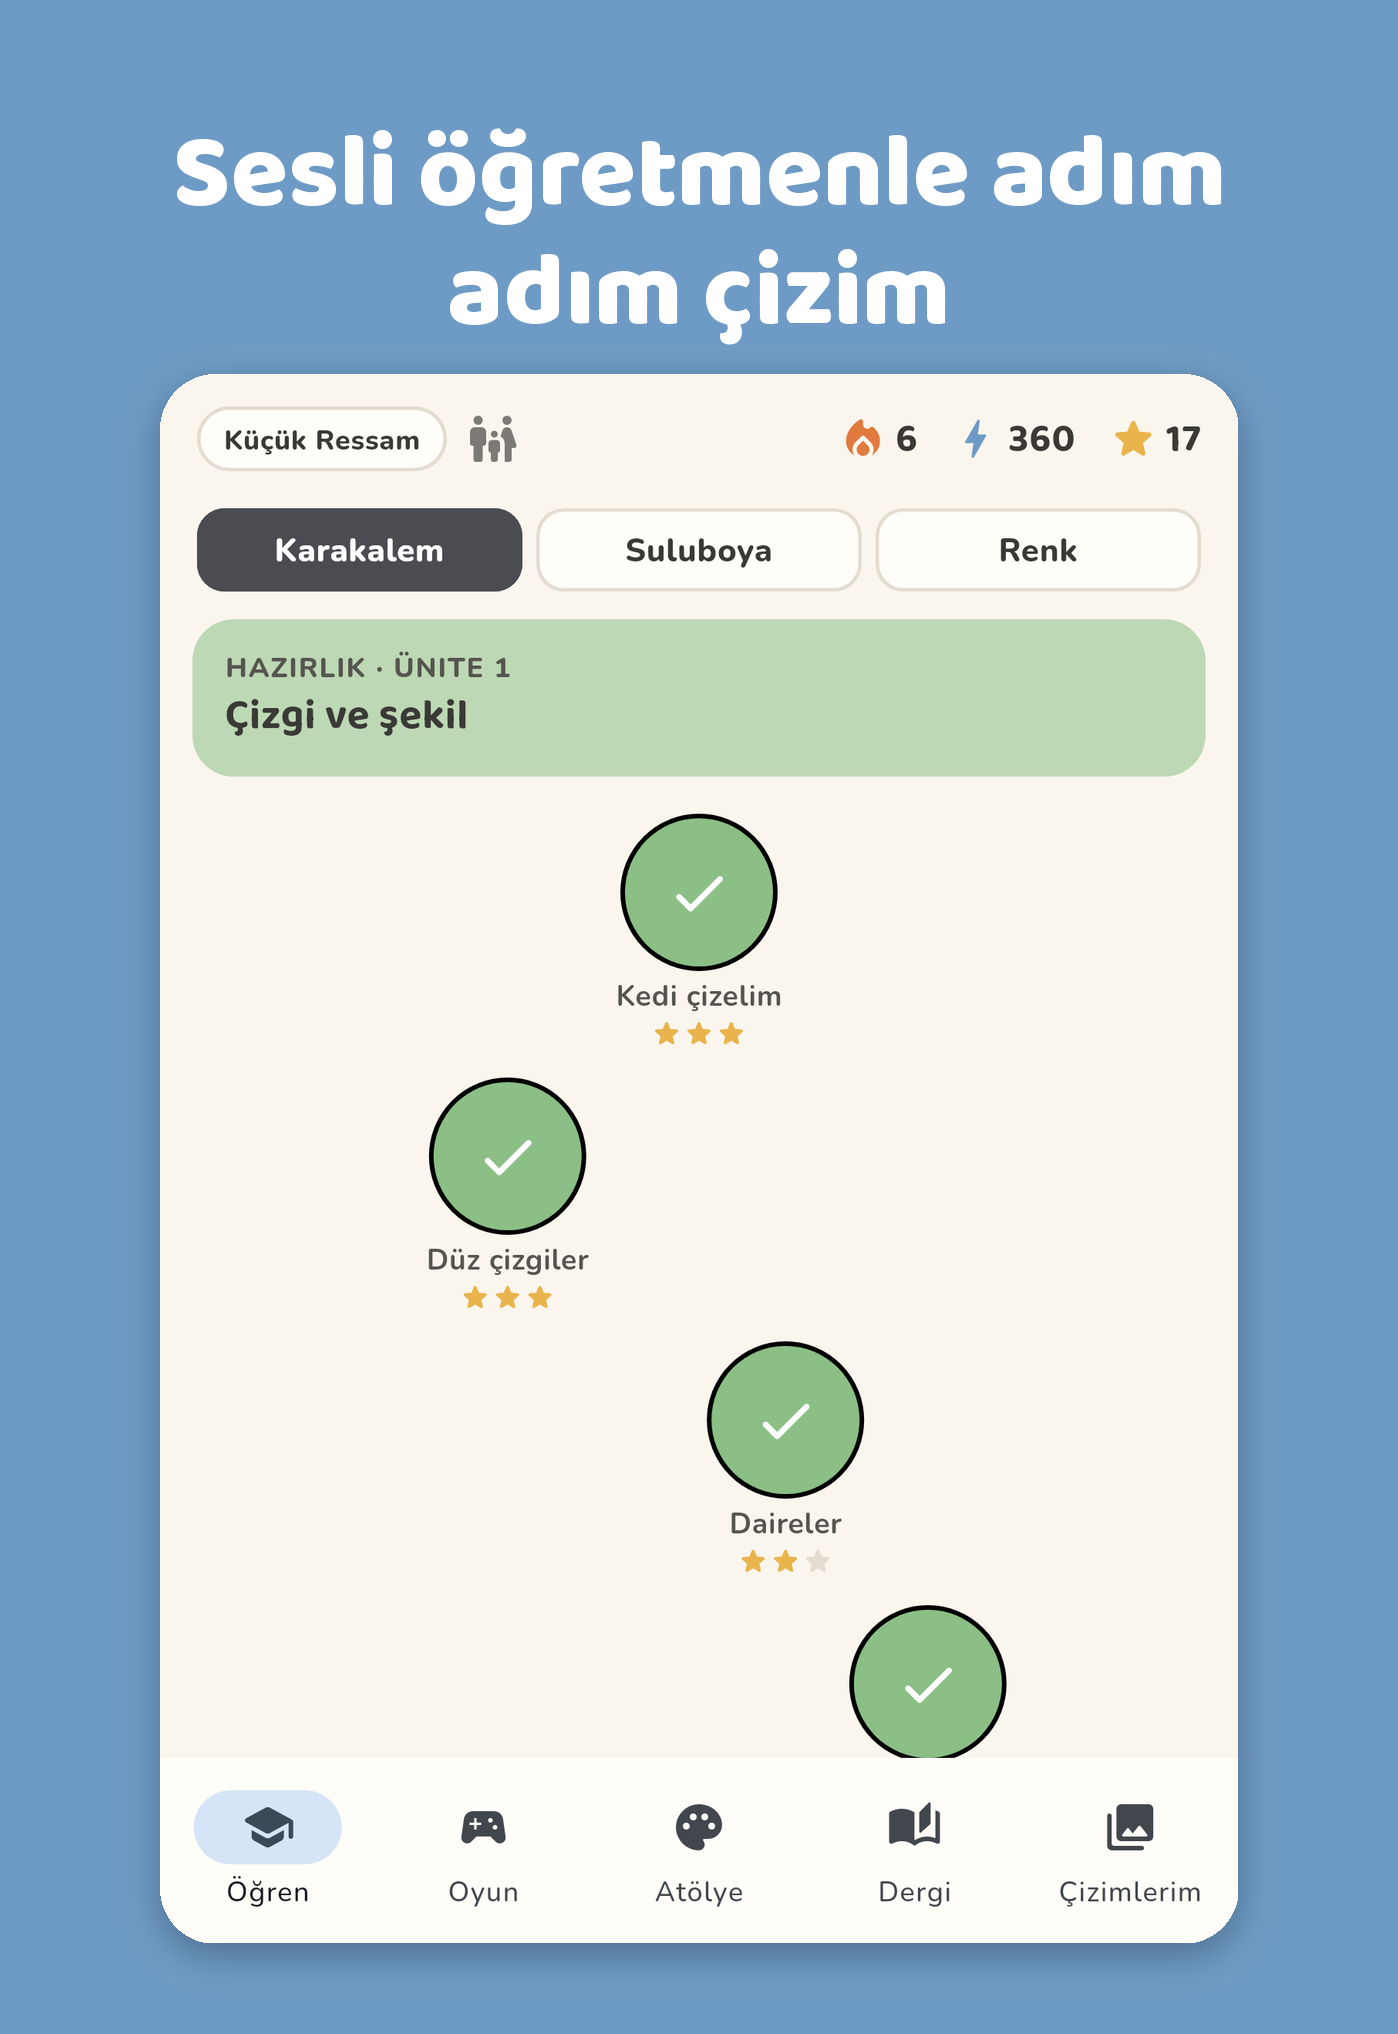 Sesli öğretmenle adım
adım çizim
Küçük Ressam
6
360
17
Karakalem
Suluboya
Renk
HAZIRLIK · ÜNITE 1
Çizgi ve şekil
Kedi çizelim
Düz çizgiler
Daireler
Öğren
Oyun
Atölye
Dergi
Çizimlerim